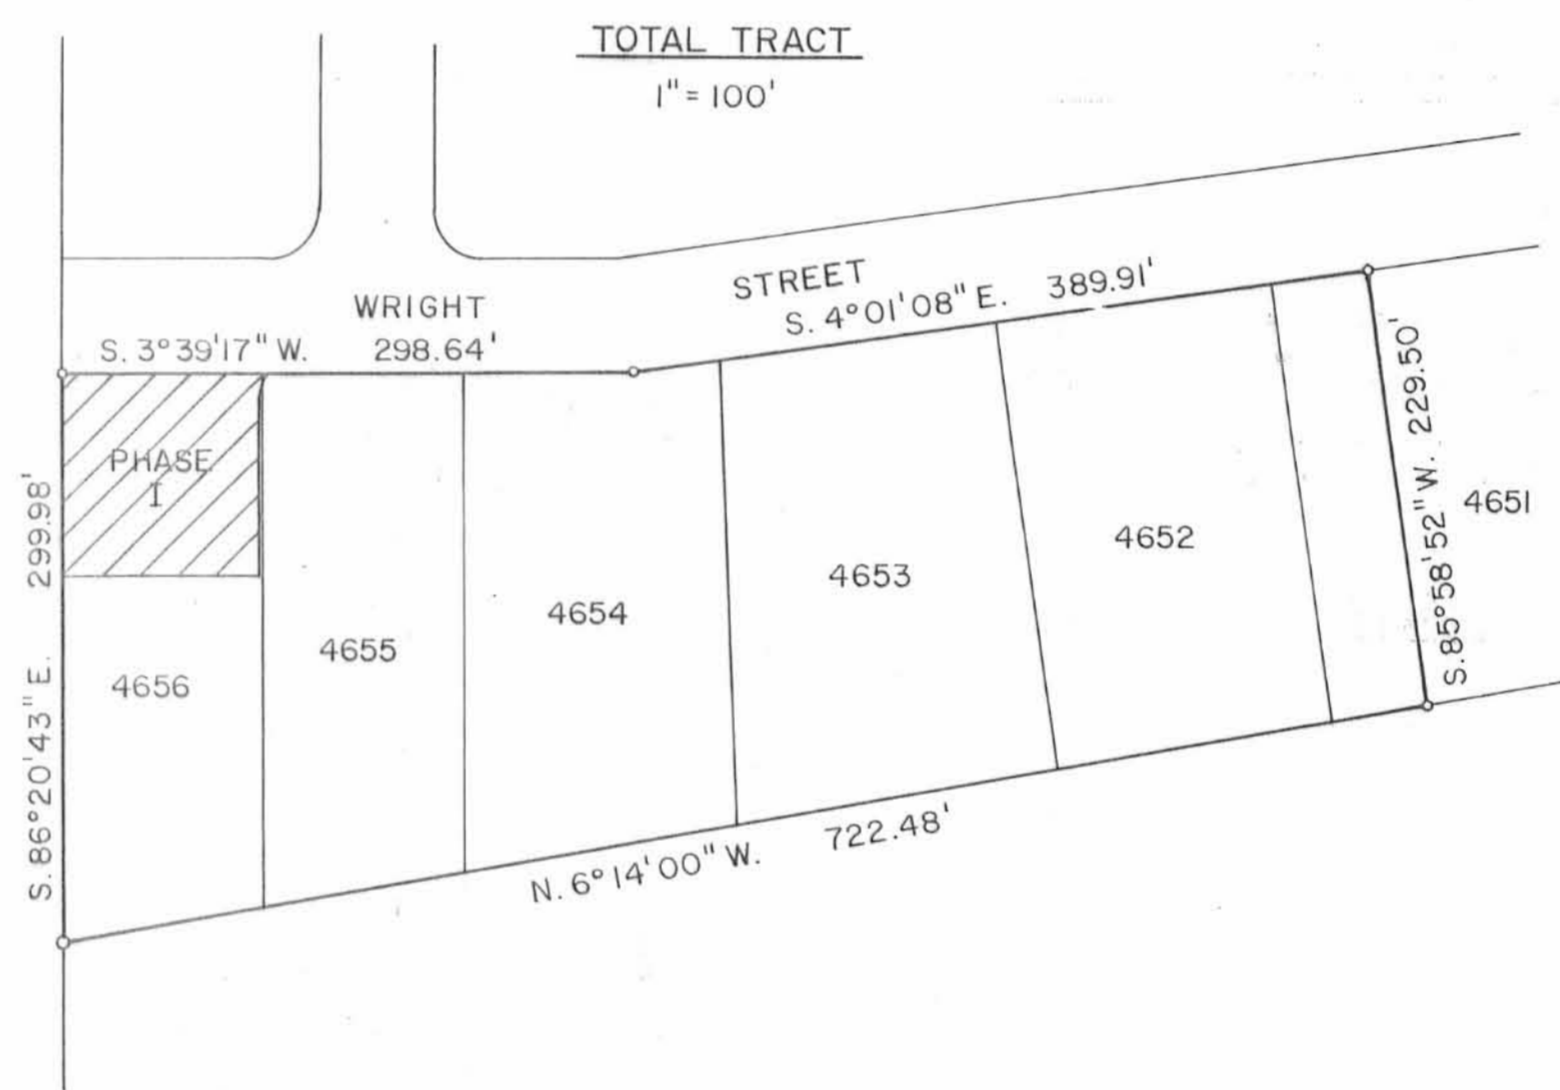 TOTAL TRACT
1" = 100'
WRIGHT
STREET
S. 3°39'17" W. 298.64'
S. 4°01'08" E. 389.91'
S. 85°58'52" W. 229.50'
4651
PHASE
I
4652
4653
4654
4655
4656
S. 86°20'43" E. 299.98'
N. 6°14'00" W. 722.48'